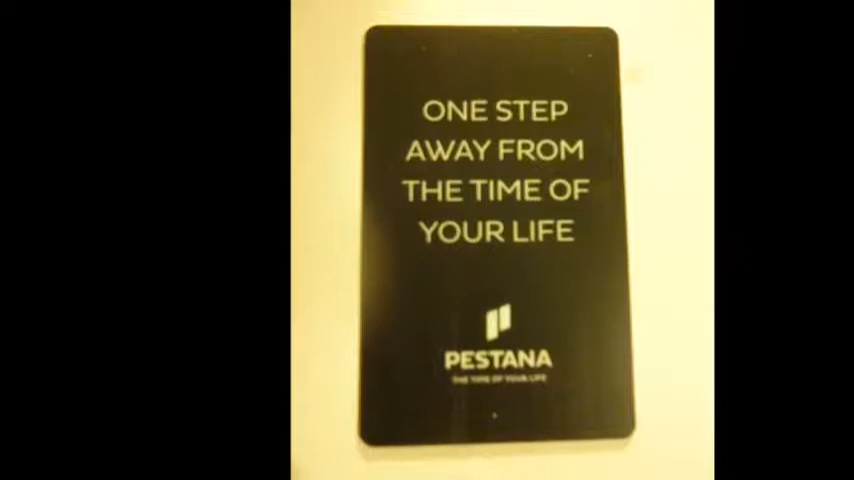 ONE STEP
AWAY FROM
THE TIME OF
YOUR LIFE
PESTANA
THE TIME OF YOUR LIFE